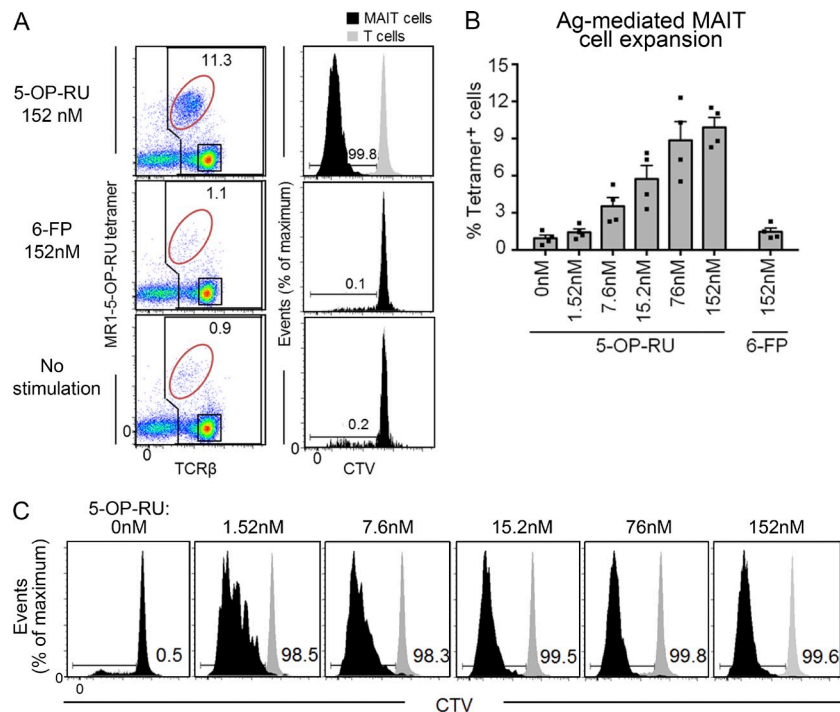 A
MAIT cells
T cells
5-OP-RU
152 nM
11.3
99.8
6-FP
152nM
1.1
0.1
No
stimulation
0.9
0.2
MR1-5-OP-RU tetramer
Events (% of maximum)
0
0
0
0
TCRβ
CTV
B
Ag-mediated MAIT
cell expansion
% Tetramer+ cells
15
12
9
6
3
0
0nM
1.52nM
7.6nM
15.2nM
76nM
152nM
152nM
5-OP-RU
6-FP
C
5-OP-RU:
0nM
1.52nM
7.6nM
15.2nM
76nM
152nM
Events
(% of maximum)
0.5
98.5
98.3
99.5
99.8
99.6
0
0
CTV